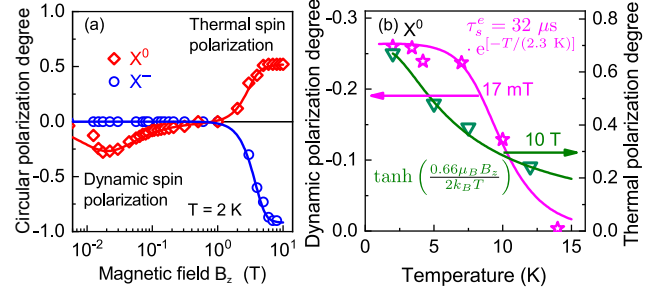 (a)
Thermal spin
polarization
X⁰
X⁻
Dynamic spin
polarization
T = 2 K
Circular polarization degree
1.0
0.5
0.0
-0.5
-1.0
10⁻² 10⁻¹ 10⁰ 10¹
Magnetic field B_z (T)
(b) X⁰
τ_s^e = 32 μs
· e^[-T/(2.3 K)]
17 mT
10 T
tanh (0.66μ_B B_z / 2k_B T)
Dynamic polarization degree
-0.3
-0.2
-0.1
0.0
Thermal polarization degree
0.8
0.6
0.4
0.2
0.0
0 5 10 15
Temperature (K)